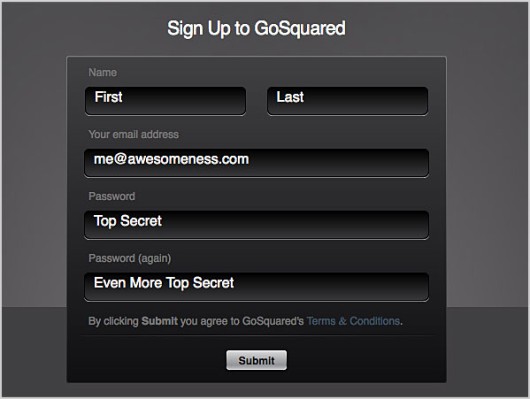 Sign Up to GoSquared
Name
First Last
Your email address
me@awesomeness.com
Password
Top Secret
Password (again)
Even More Top Secret
By clicking Submit you agree to GoSquared's Terms & Conditions.
Submit